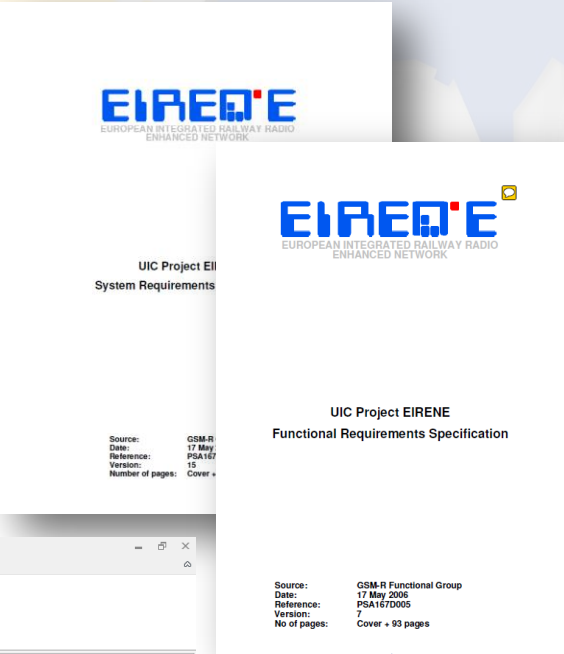 EIRENE
EUROPEAN INTEGRATED RAILWAY RADIO
ENHANCED NETWORK
UIC Project EI
System Requirements
Source: GSM-R
Date: 17 May
Reference: PSA167
Version: 15
Number of pages: Cover +
EIRENE
EUROPEAN INTEGRATED RAILWAY RADIO
ENHANCED NETWORK
UIC Project EIRENE
Functional Requirements Specification
Source: GSM-R Functional Group
Date: 17 May 2006
Reference: PSA167D005
Version: 7
No of pages: Cover + 93 pages